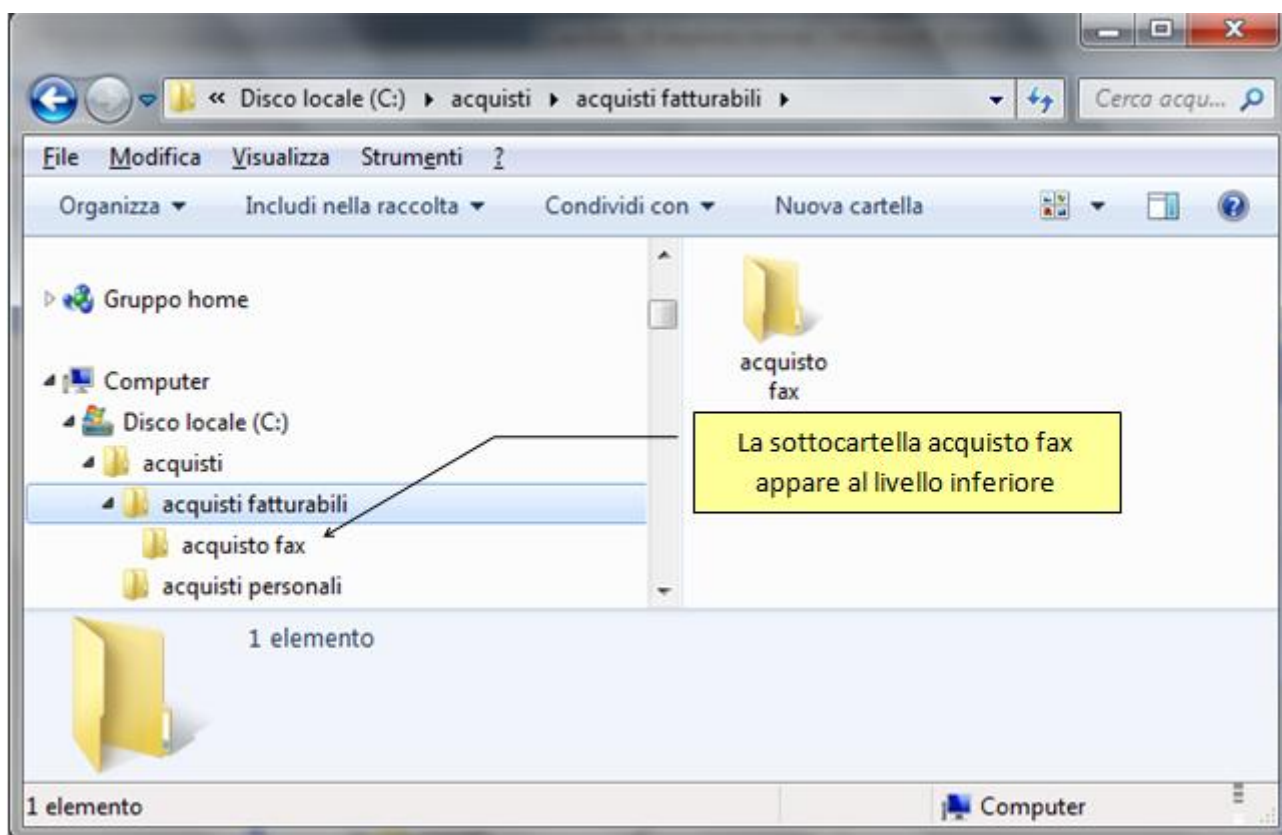 « Disco locale (C:) ▸ acquisti ▸ acquisti fatturabili ▸
Cerca acqu...
File Modifica Visualizza Strumenti ?
Organizza Includi nella raccolta Condividi con Nuova cartella
Gruppo home
Computer
Disco locale (C:)
acquisti
acquisti fatturabili
acquisto fax
acquisti personali
acquisto
fax
La sottocartella acquisto fax
appare al livello inferiore
1 elemento
1 elemento
Computer